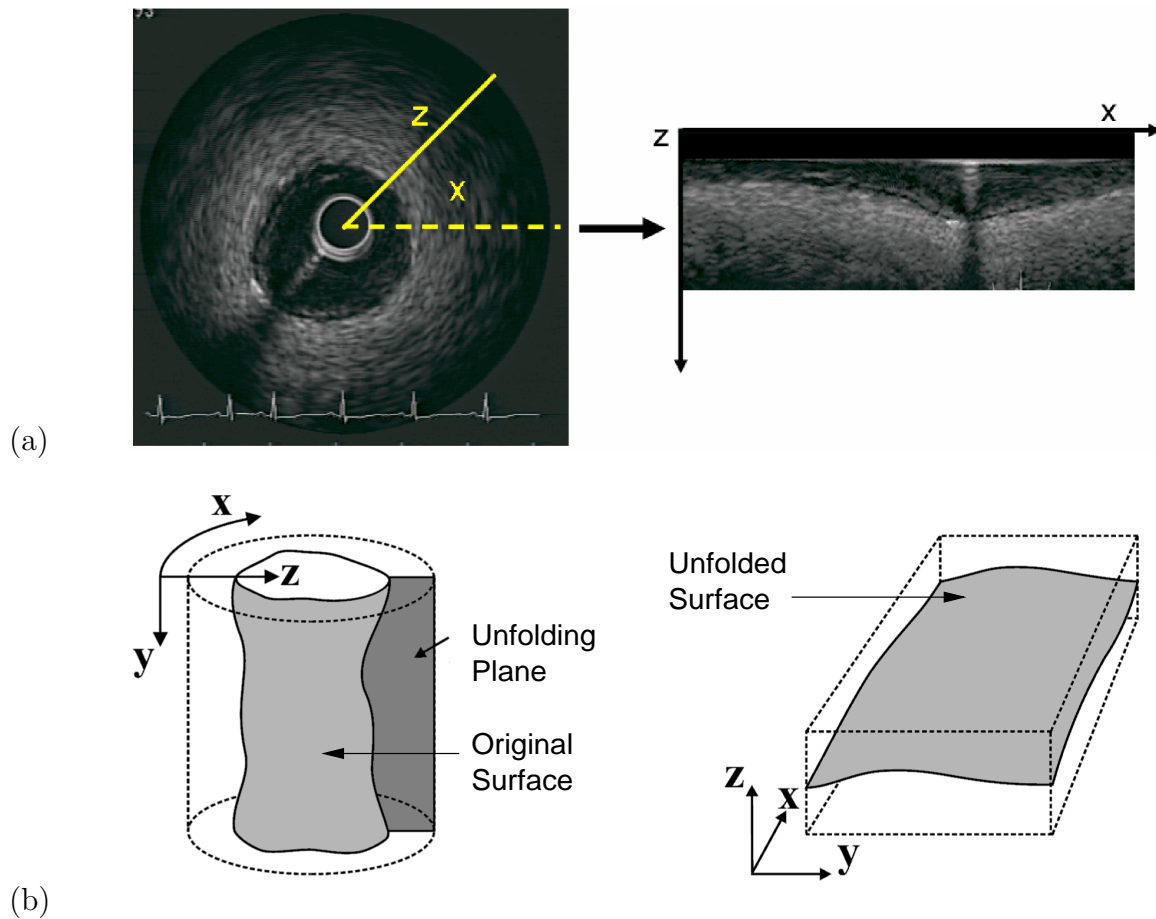 z
x
z
x
(a)
x
z
y
Unfolding
Plane
Original
Surface
Unfolded
Surface
z
x
y
(b)